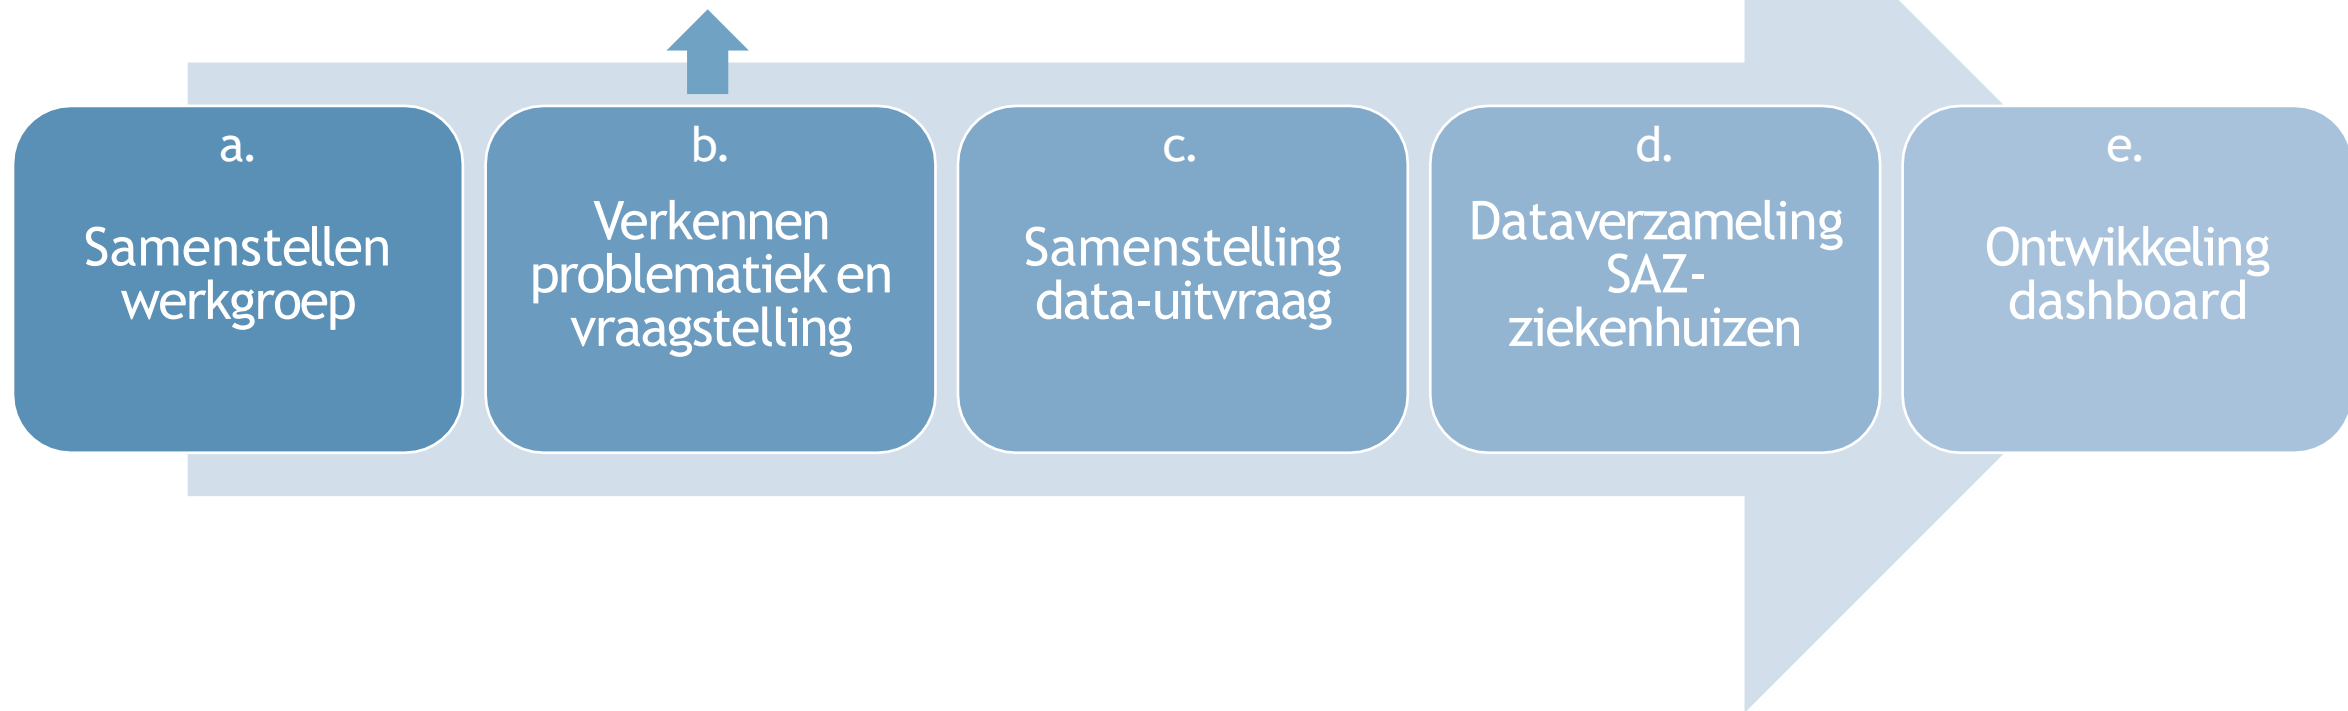 a.
Samenstellen
werkgroep
b.
Verkennen
problematiek en
vraagstelling
c.
Samenstelling
data-uitvraag
d.
Dataverzameling
SAZ-
ziekenhuizen
e.
Ontwikkeling
dashboard